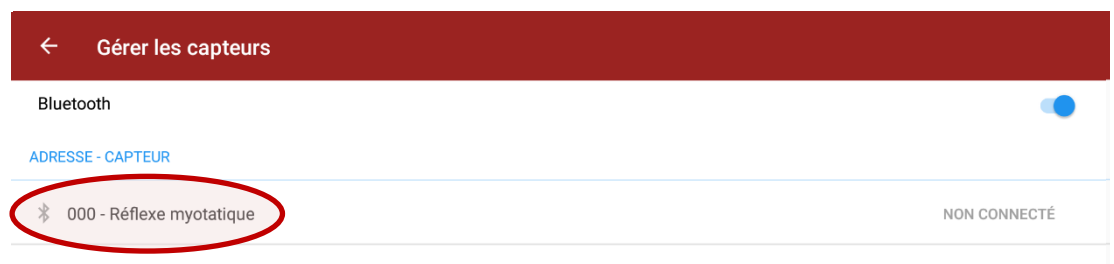 Gérer les capteurs
Bluetooth
ADRESSE - CAPTEUR
000 - Réflexe myotatique NON CONNECTÉ